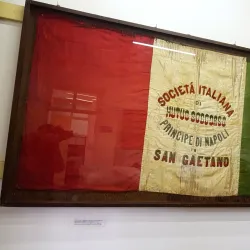 SOCIETÀ ITALIANA
DI
MUTUO SOCCORSO
PRINCIPE DI NAPOLI
SAN GAETANO